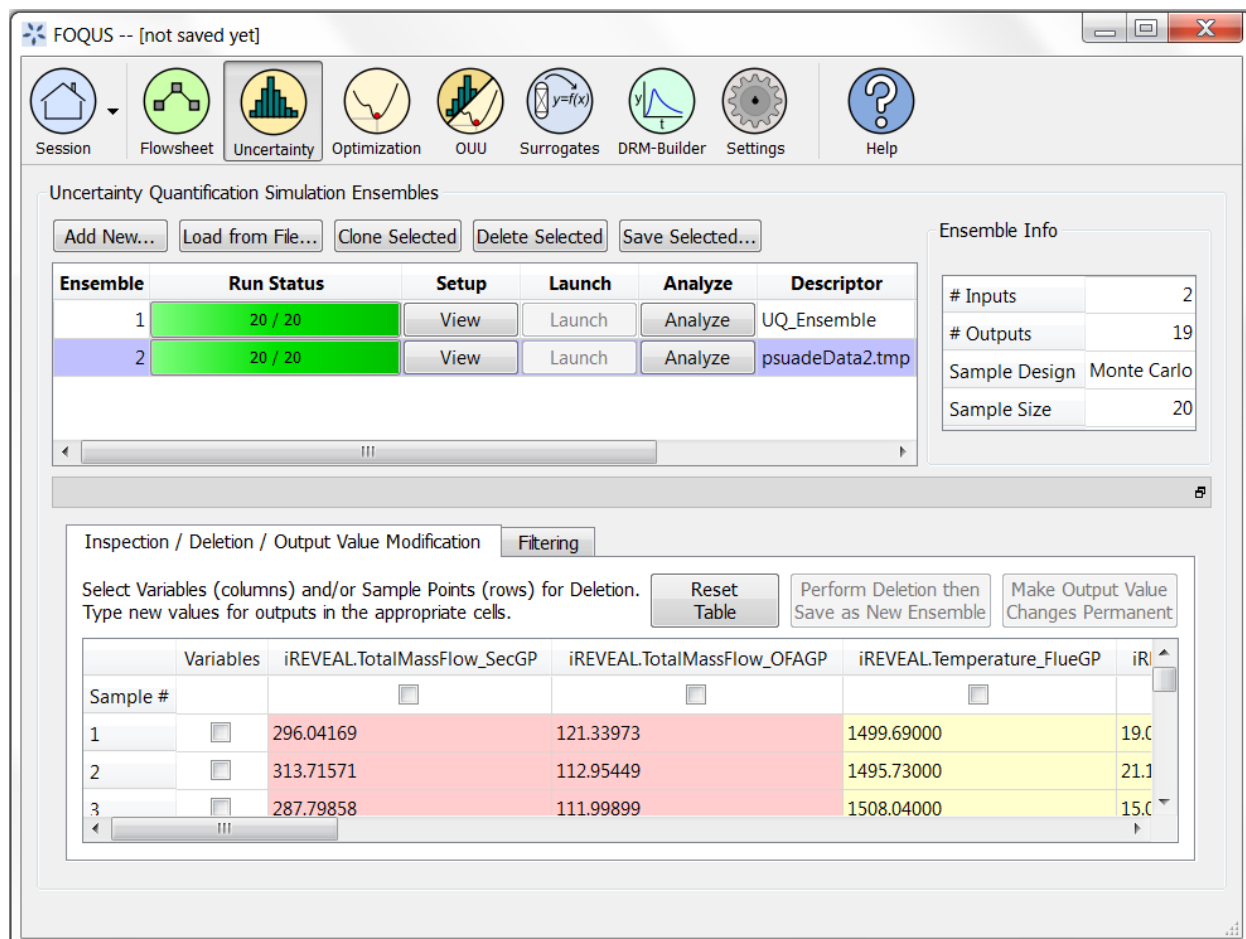 FOQUS -- [not saved yet]
y=f(x)
y
t
Session Flowsheet Uncertainty Optimization OUU Surrogates DRM-Builder Settings Help
Uncertainty Quantification Simulation Ensembles
Add New... Load from File... Clone Selected Delete Selected Save Selected...
Ensemble Run Status Setup Launch Analyze Descriptor
1 20 / 20 View Launch Analyze UQ_Ensemble
2 20 / 20 View Launch Analyze psuadeData2.tmp
Ensemble Info
# Inputs 2
# Outputs 19
Sample Design Monte Carlo
Sample Size 20
Inspection / Deletion / Output Value Modification Filtering
Select Variables (columns) and/or Sample Points (rows) for Deletion.
Type new values for outputs in the appropriate cells.
Reset
Table
Perform Deletion then
Save as New Ensemble
Make Output Value
Changes Permanent
Variables iREVEAL.TotalMassFlow_SecGP iREVEAL.TotalMassFlow_OFAGP iREVEAL.Temperature_FlueGP
Sample #
1 296.04169 121.33973 1499.69000
2 313.71571 112.95449 1495.73000 21.1
3 287.79858 111.99899 1508.04000